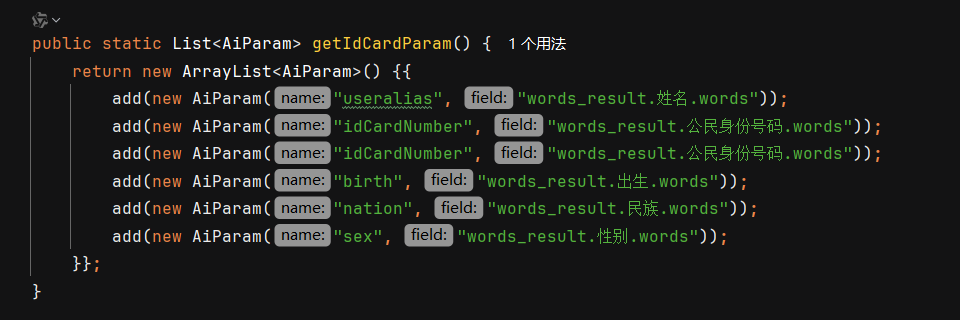 public static List<AiParam> getIdCardParam() { 1 个用法
return new ArrayList<AiParam>() {{
add(new AiParam( name: "useralias", field: "words_result.姓名.words"));
add(new AiParam( name: "idCardNumber", field: "words_result.公民身份号码.words"));
add(new AiParam( name: "idCardNumber", field: "words_result.公民身份号码.words"));
add(new AiParam( name: "birth", field: "words_result.出生.words"));
add(new AiParam( name: "nation", field: "words_result.民族.words"));
add(new AiParam( name: "sex", field: "words_result.性别.words"));
}};
}